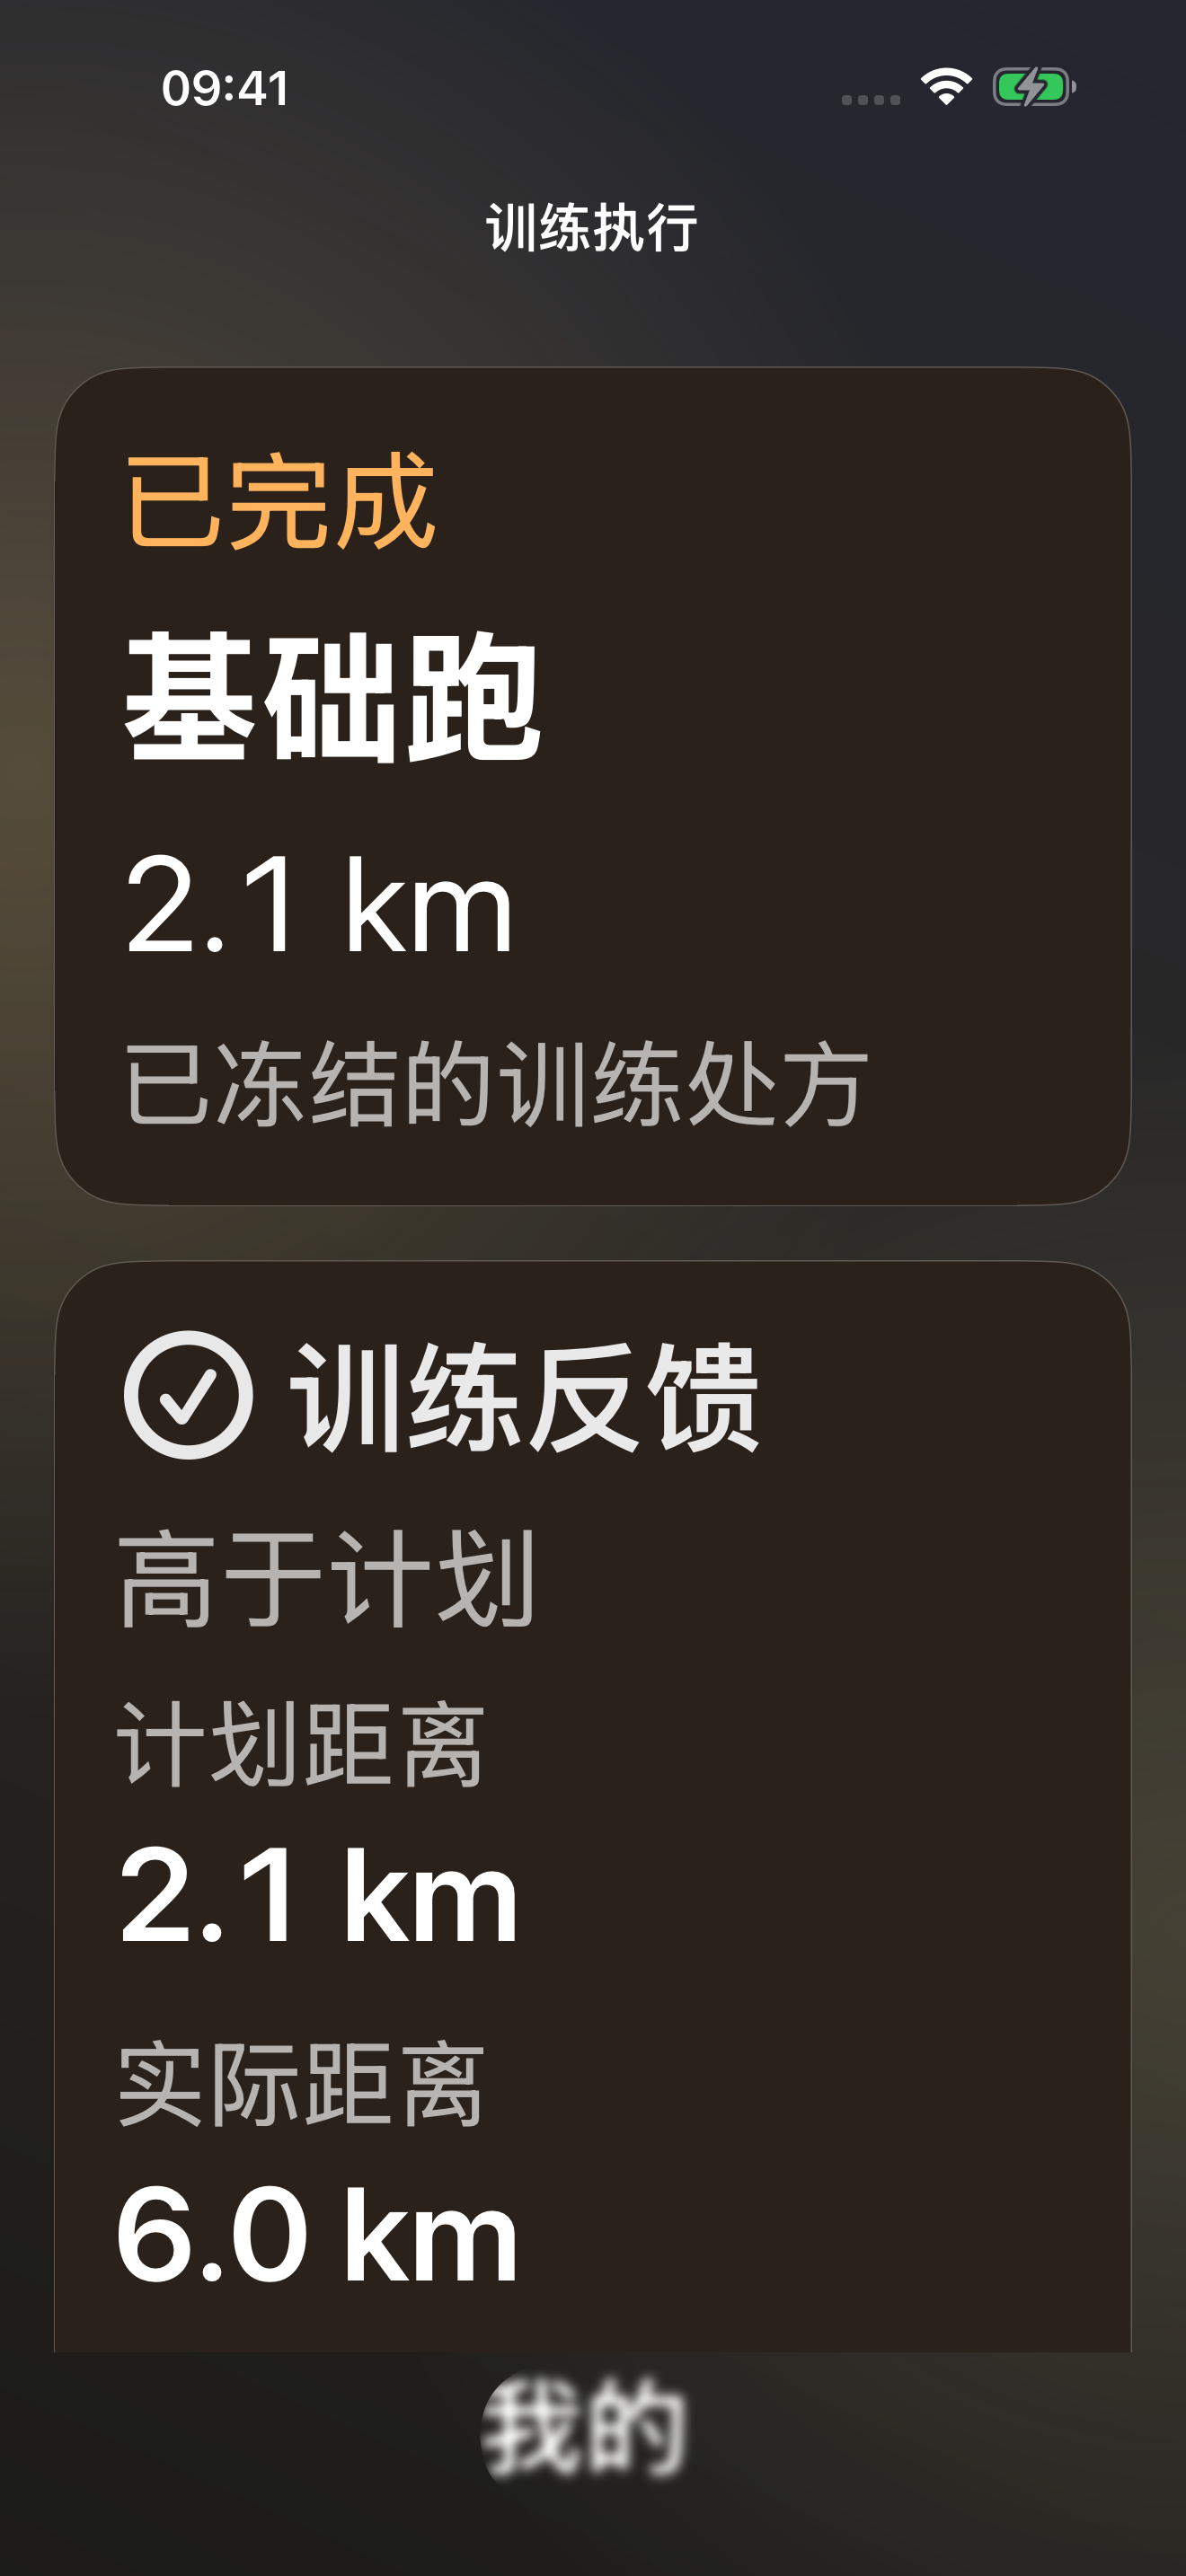 09:41
训练执行
已完成
基础跑
2.1 km
已冻结的训练处方
训练反馈
高于计划
计划距离
2.1 km
实际距离
6.0 km
我的